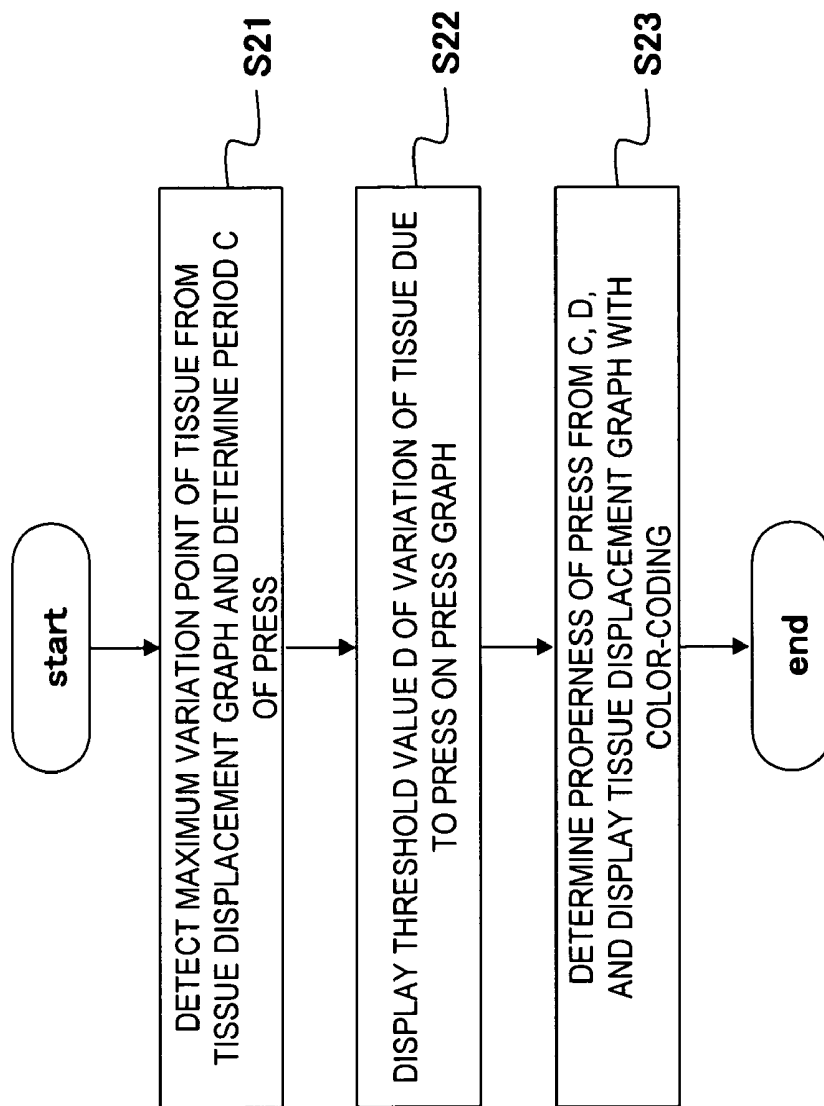 start
DETECT MAXIMUM VARIATION POINT OF TISSUE FROM
TISSUE DISPLACEMENT GRAPH AND DETERMINE PERIOD C
OF PRESS
S21
DISPLAY THRESHOLD VALUE D OF VARIATION OF TISSUE DUE
TO PRESS ON PRESS GRAPH
S22
DETERMINE PROPERNESS OF PRESS FROM C, D,
AND DISPLAY TISSUE DISPLACEMENT GRAPH WITH
COLOR-CODING
S23
end